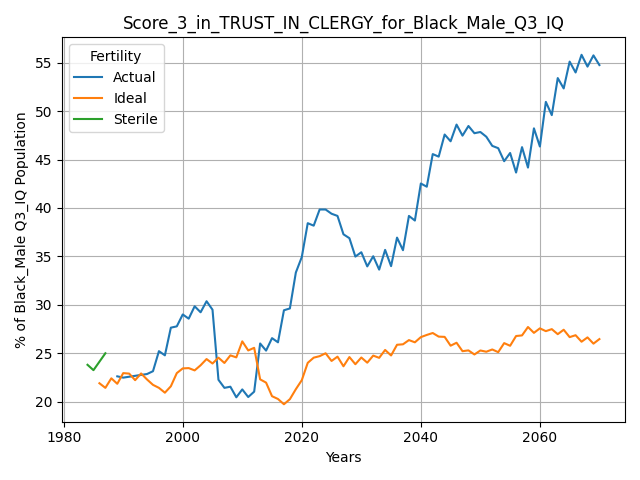 Score_3_in_TRUST_IN_CLERGY_for_Black_Male_Q3_IQ
Fertility
Actual
Ideal
Sterile
% of Black_Male Q3_IQ Population
55
50
45
40
35
30
25
20
1980
2000
2020
2040
2060
Years